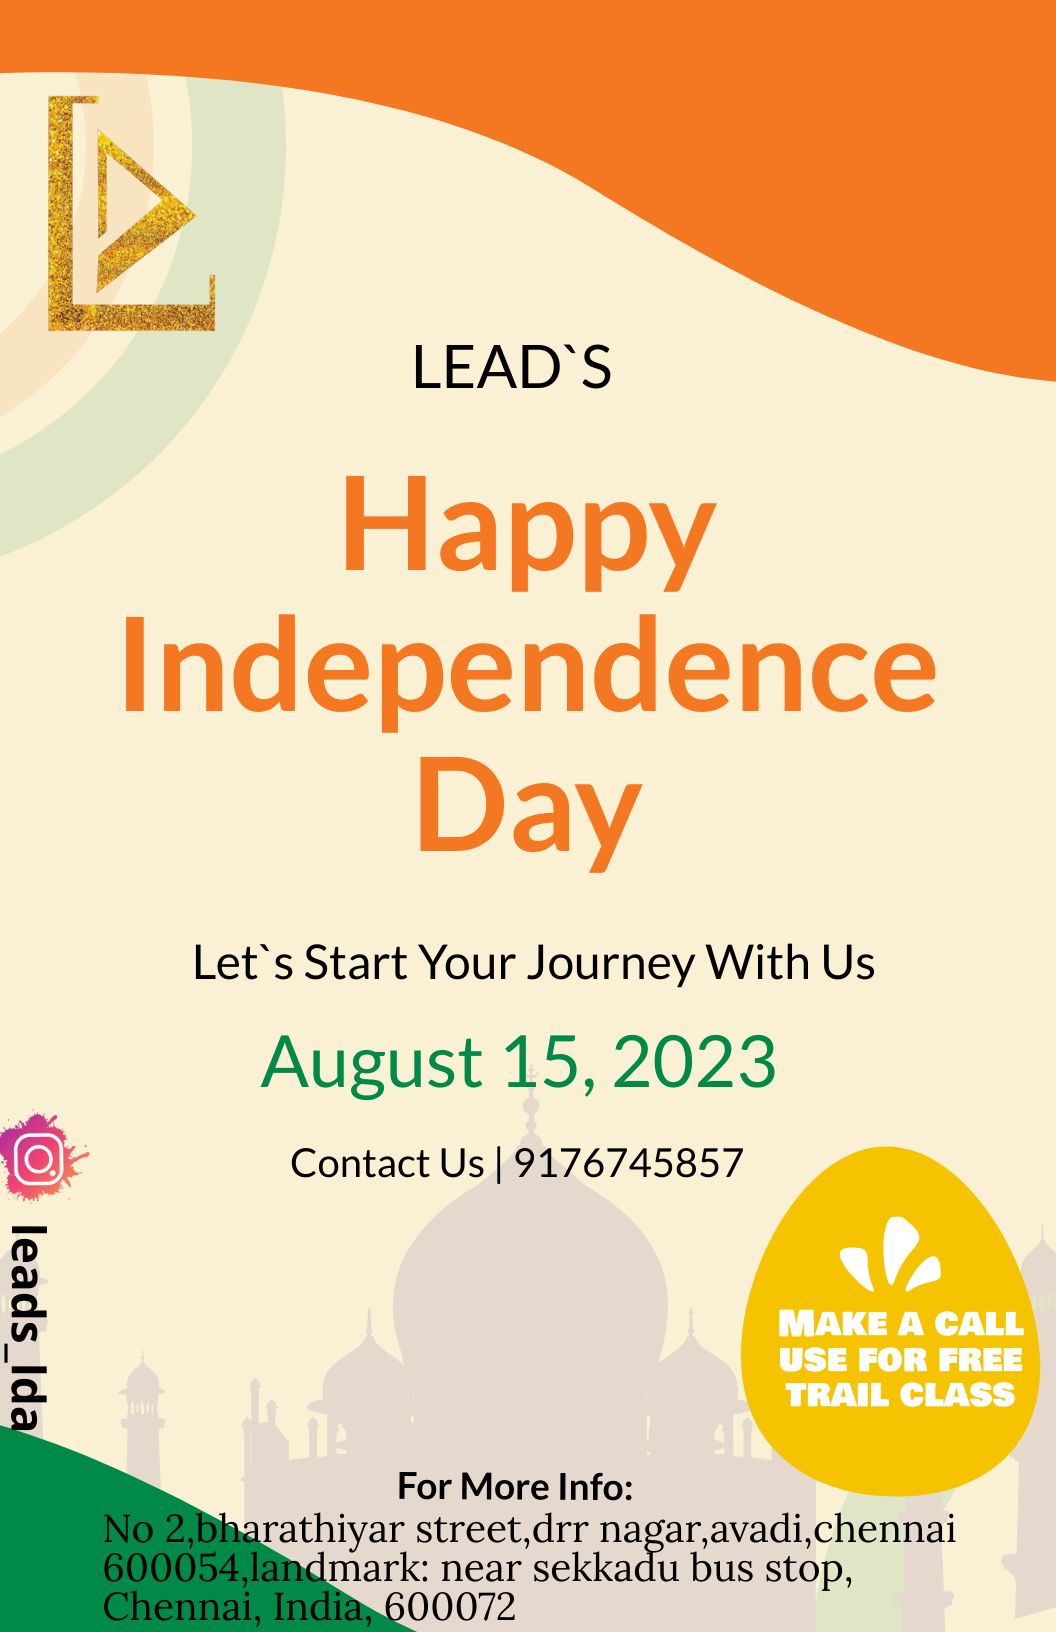 LEAD`S
Happy
Independence
Day
Let`s Start Your Journey With Us
August 15, 2023
Contact Us | 9176745857
leads_lda
MAKE A CALL
USE FOR FREE
TRAIL CLASS
For More Info:
No 2,bharathiyar street,drr nagar,avadi,chennai
600054,landmark: near sekkadu bus stop,
Chennai, India, 600072